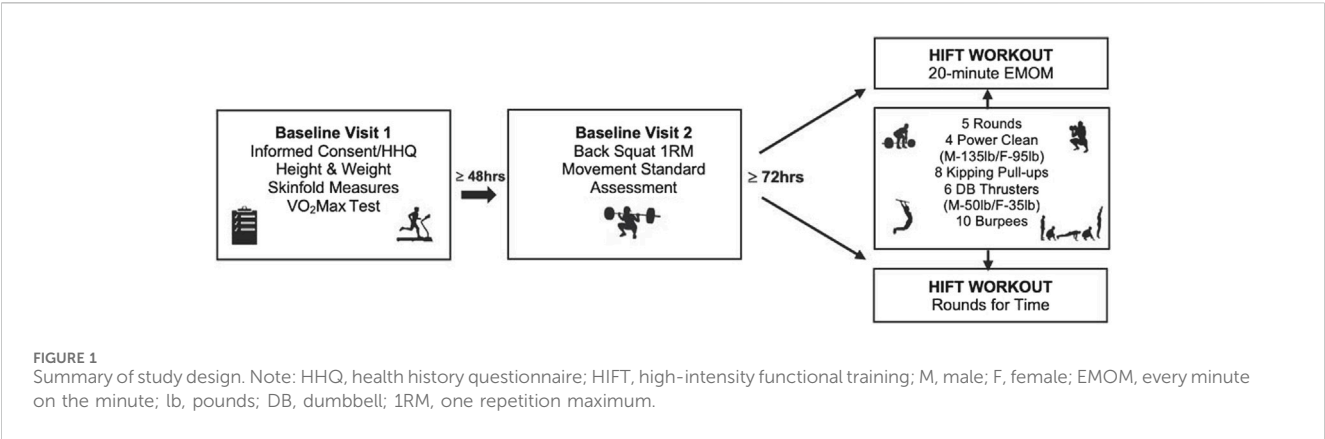 Baseline Visit 1
Informed Consent/HHQ
Height & Weight
Skinfold Measures
VO₂Max Test
≥ 48hrs
Baseline Visit 2
Back Squat 1RM
Movement Standard
Assessment
≥ 72hrs
HIFT WORKOUT
20-minute EMOM
5 Rounds
4 Power Clean
(M-135lb/F-95lb)
8 Kipping Pull-ups
6 DB Thrusters
(M-50lb/F-35lb)
10 Burpees
HIFT WORKOUT
Rounds for Time
FIGURE 1
Summary of study design. Note: HHQ, health history questionnaire; HIFT, high-intensity functional training; M, male; F, female; EMOM, every minute
on the minute; lb, pounds; DB, dumbbell; 1RM, one repetition maximum.